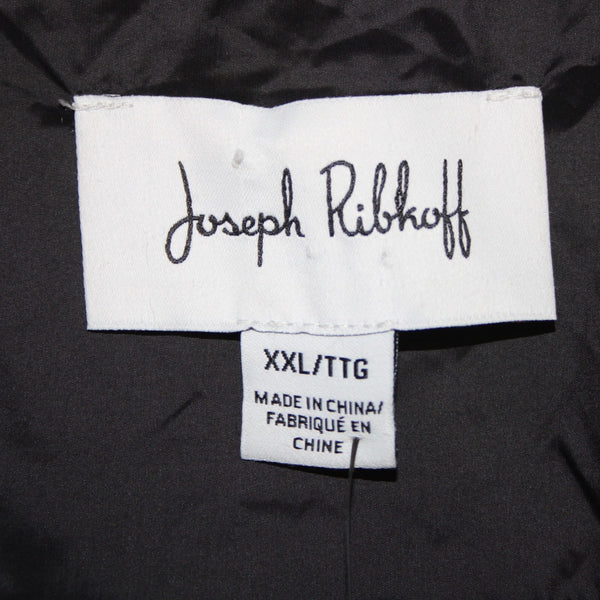 Joseph Ribkoff
XXL/TTG
MADE IN CHINA/
FABRIQUÉ EN
CHINE